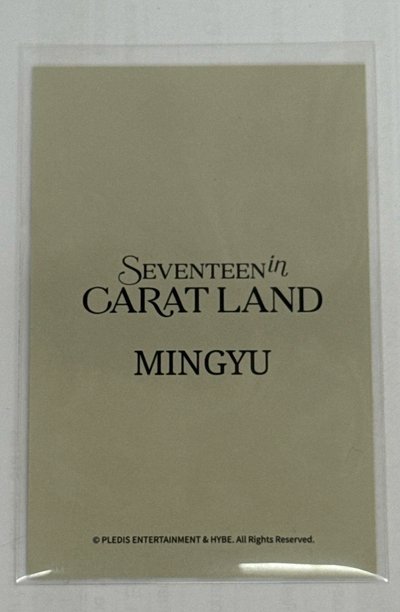 SEVENTEEN in
CARAT LAND
MINGYU
© PLEDIS ENTERTAINMENT & HYBE. All Rights Reserved.